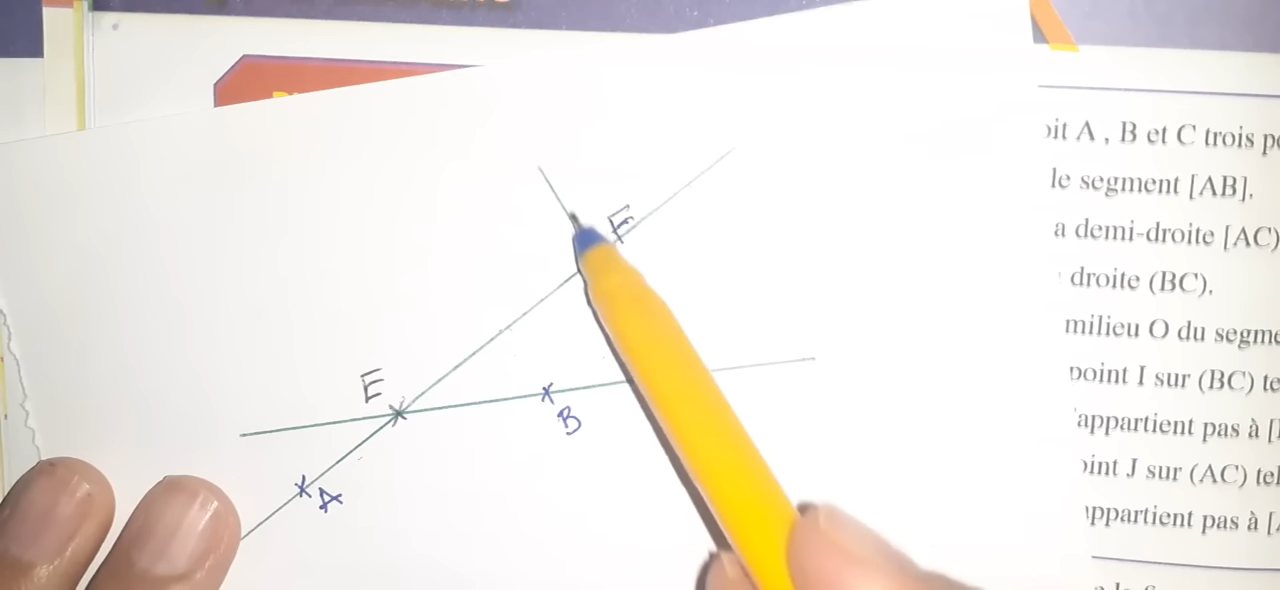 oit A , B et C trois
le segment [AB].
a demi-droite [AC)
droite (BC).
milieu O du segme
point I sur (BC) te
appartient pas à [
oint J sur (AC) tel
appartient pas à [
F
E
B
A